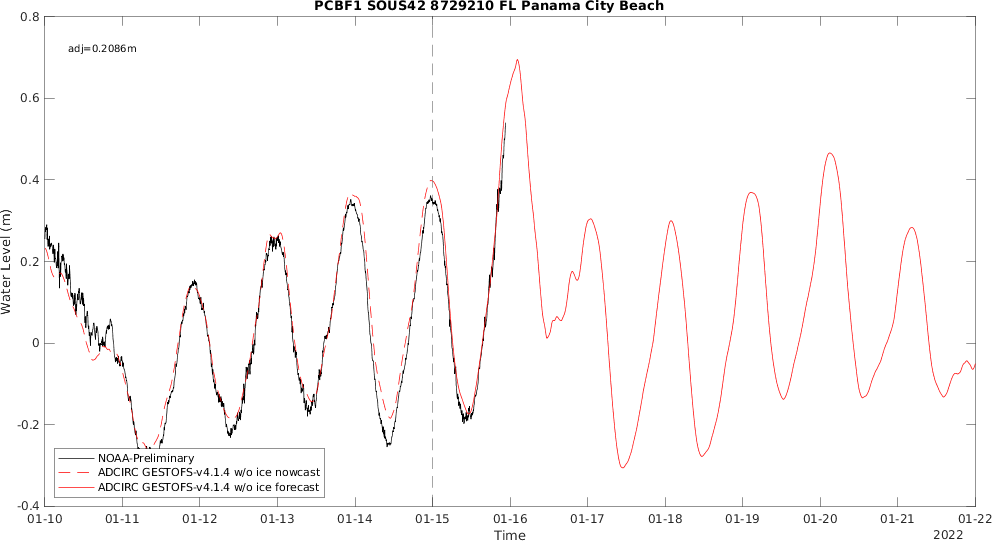 PCBF1 SOUS42 8729210 FL Panama City Beach
adj=0.2086m
0.8
0.6
0.4
0.2
0
-0.2
-0.4
Water Level (m)
NOAA-Preliminary
ADCIRC GESTOFS-v4.1.4 w/o ice nowcast
ADCIRC GESTOFS-v4.1.4 w/o ice forecast
01-10 01-11 01-12 01-13 01-14 01-15 01-16 01-17 01-18 01-19 01-20 01-21 01-22
Time
2022